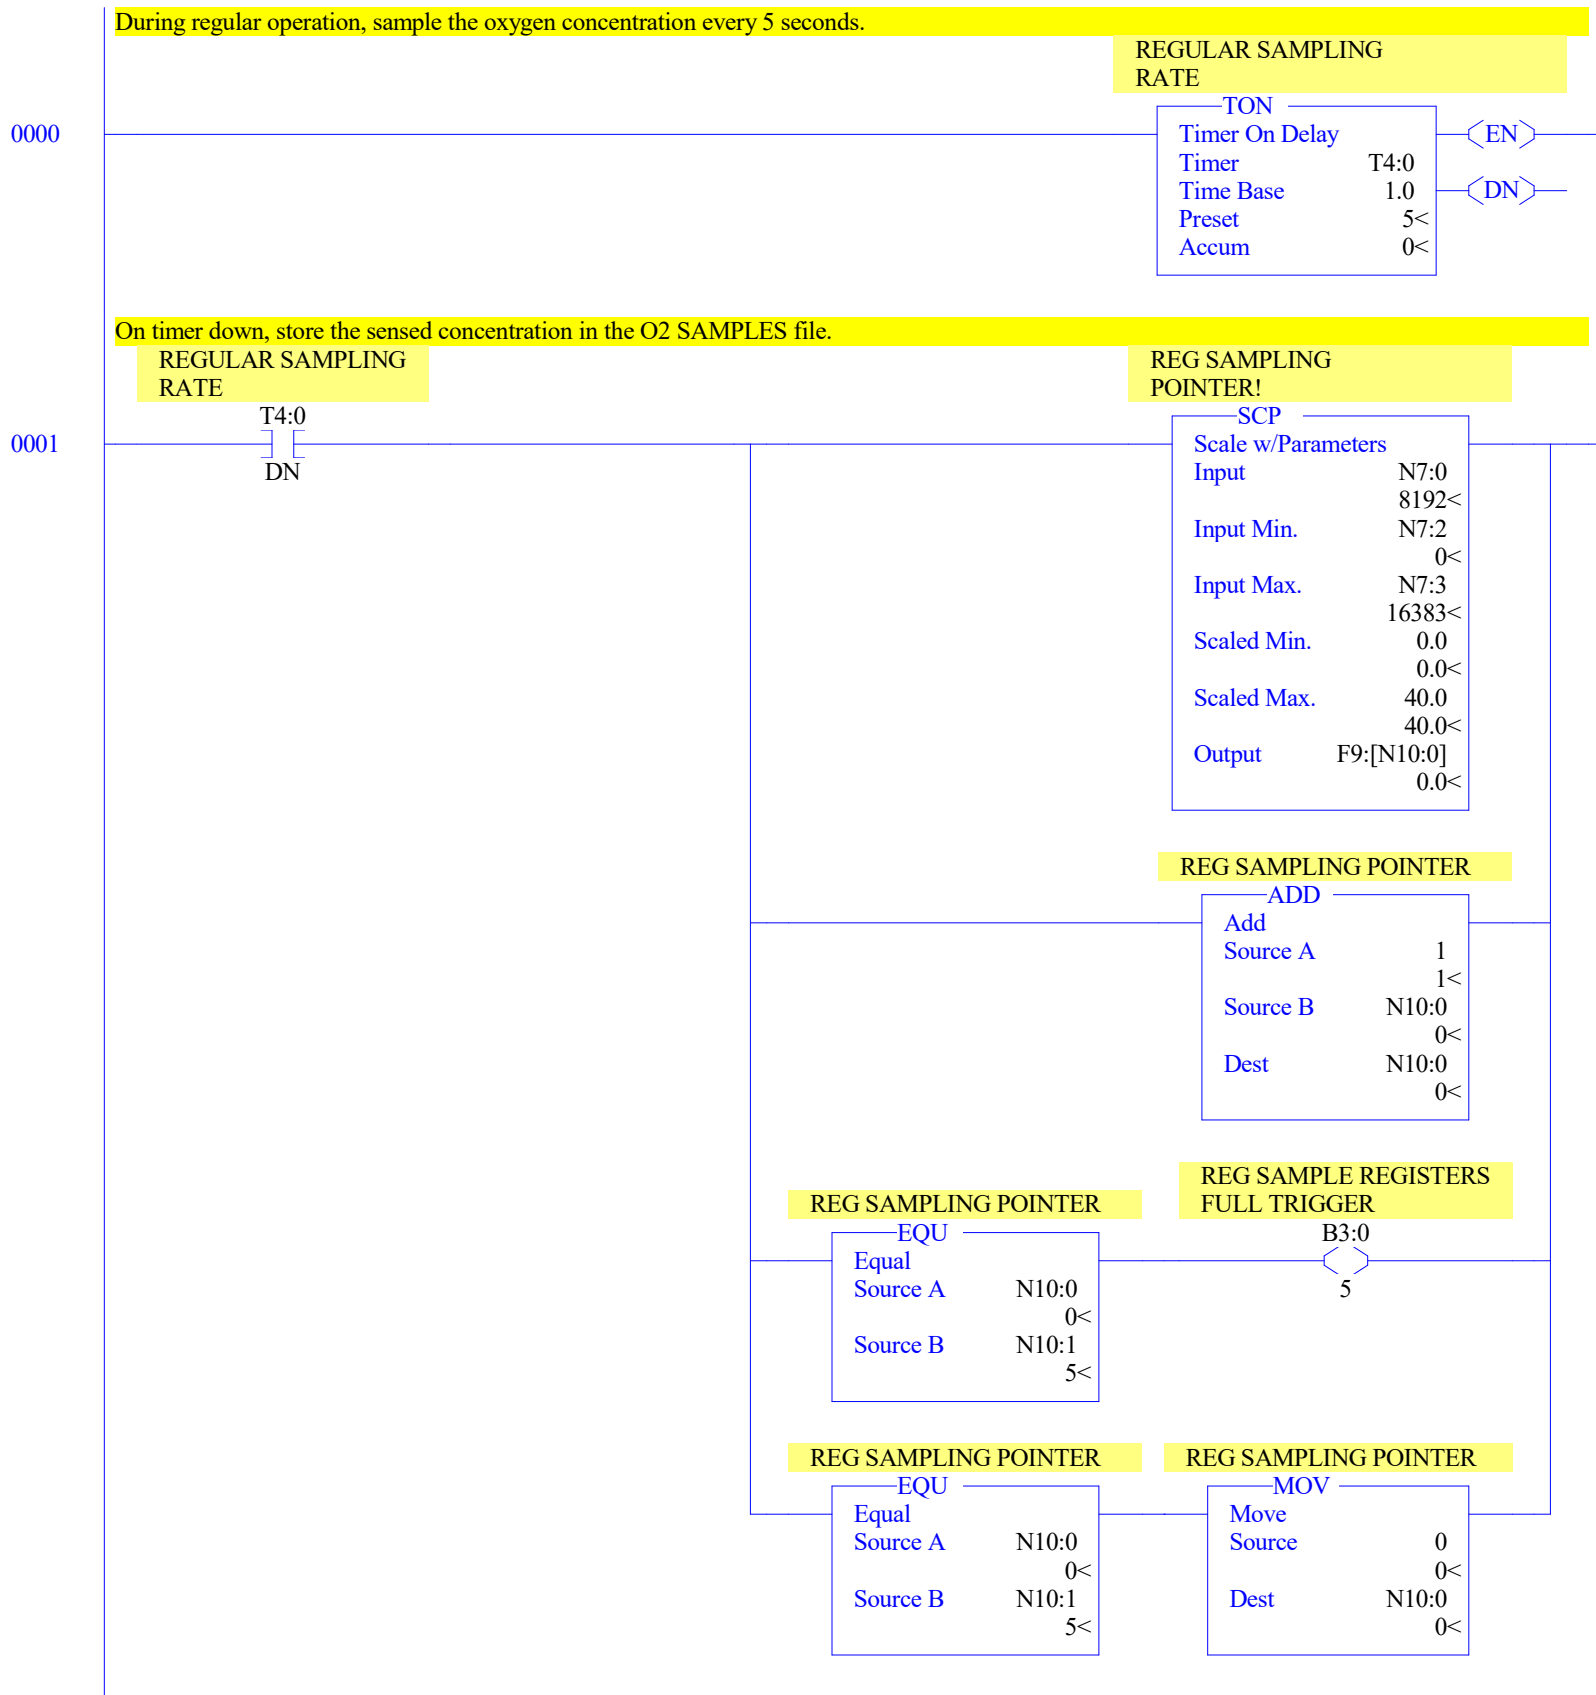 During regular operation, sample the oxygen concentration every 5 seconds.
REGULAR SAMPLING
RATE
TON
0000
Timer On Delay
EN
Timer T4:0
Time Base 1.0
DN
Preset 5<
Accum 0<
On timer down, store the sensed concentration in the O2 SAMPLES file.
REGULAR SAMPLING
RATE
T4:0
0001
DN
REG SAMPLING
POINTER!
SCP
Scale w/Parameters
Input N7:0
8192<
Input Min. N7:2
0<
Input Max. N7:3
16383<
Scaled Min. 0.0
0.0<
Scaled Max. 40.0
40.0<
Output F9:[N10:0]
0.0<
REG SAMPLING POINTER
ADD
Add
Source A 1
1<
Source B N10:0
0<
Dest N10:0
0<
REG SAMPLING POINTER
EQU
Equal
Source A N10:0
0<
Source B N10:1
5<
REG SAMPLE REGISTERS
FULL TRIGGER
B3:0
5
REG SAMPLING POINTER
EQU
Equal
Source A N10:0
0<
Source B N10:1
5<
REG SAMPLING POINTER
MOV
Move
Source 0
0<
Dest N10:0
0<